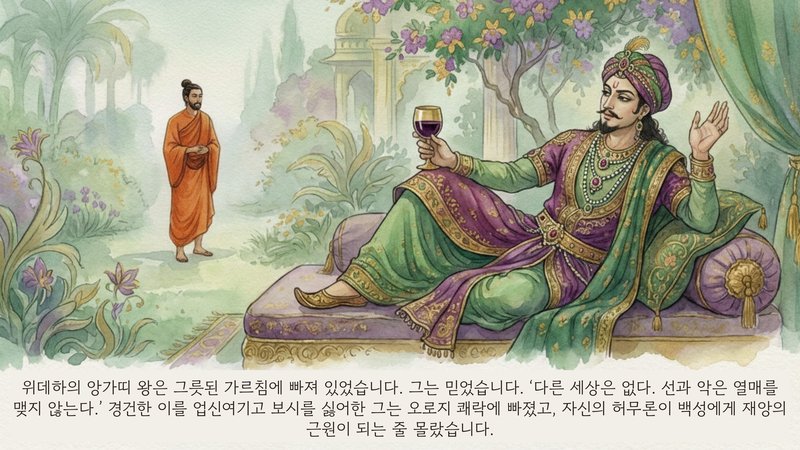 위데하의 앙가띠 왕은 그릇된 가르침에 빠져 있었습니다. 그는 믿었습니다. ‘다른 세상은 없다. 선과 악은 열매를
맺지 않는다.’ 경건한 이를 업신여기고 보시를 싫어한 그는 오로지 쾌락에 빠졌고, 자신의 허무론이 백성에게 재앙의
근원이 되는 줄 몰랐습니다.